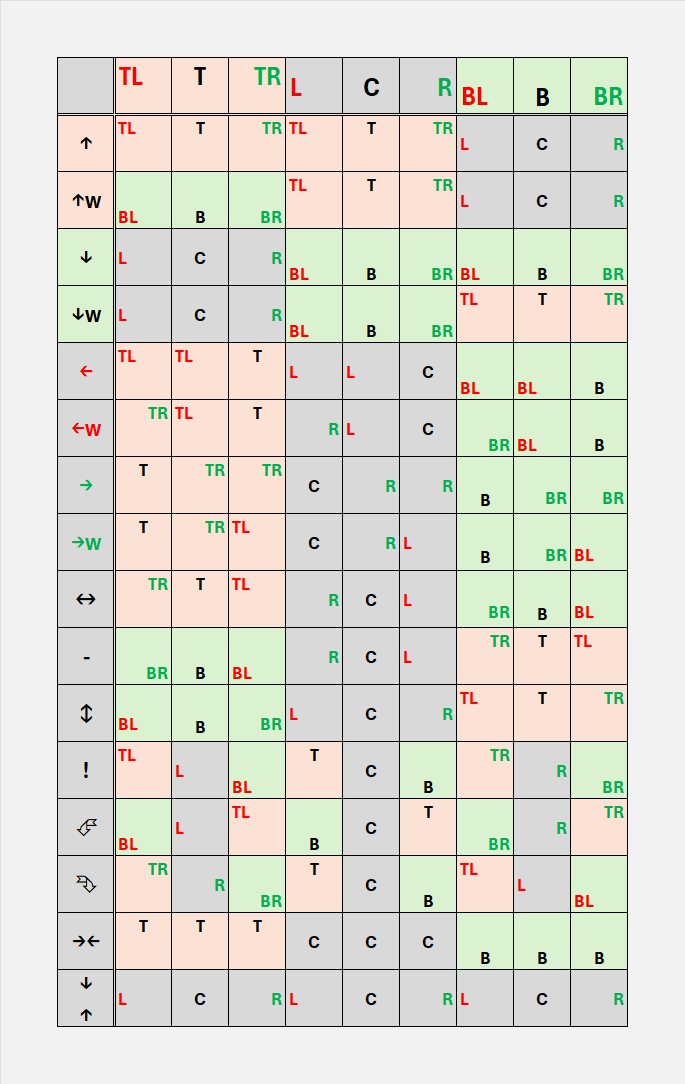 TL T TR L C R BL B BR
↑ TL T TR TL T TR L C R
↑W BL B BR TL T TR L C R
↓ L C R BL B BR BL B BR
↓W L C R BL B BR TL T TR
← TL TL T L L C BL BL B
←W TR TL T R L C BR BL B
→ T TR TR C R R B BR BR
→W T TR TL C R L B BR BL
↔ TR T TL R C L BR B BL
- BR B BL R C L TR T TL
↕ BL B BR L C R TL T TR
! TL L BL T C B TR R BR
BL L TL B C T BR R TR
TR R BR T C B TL L BL
→← T T T C C C B B B
↓
↑ L C R L C R L C R